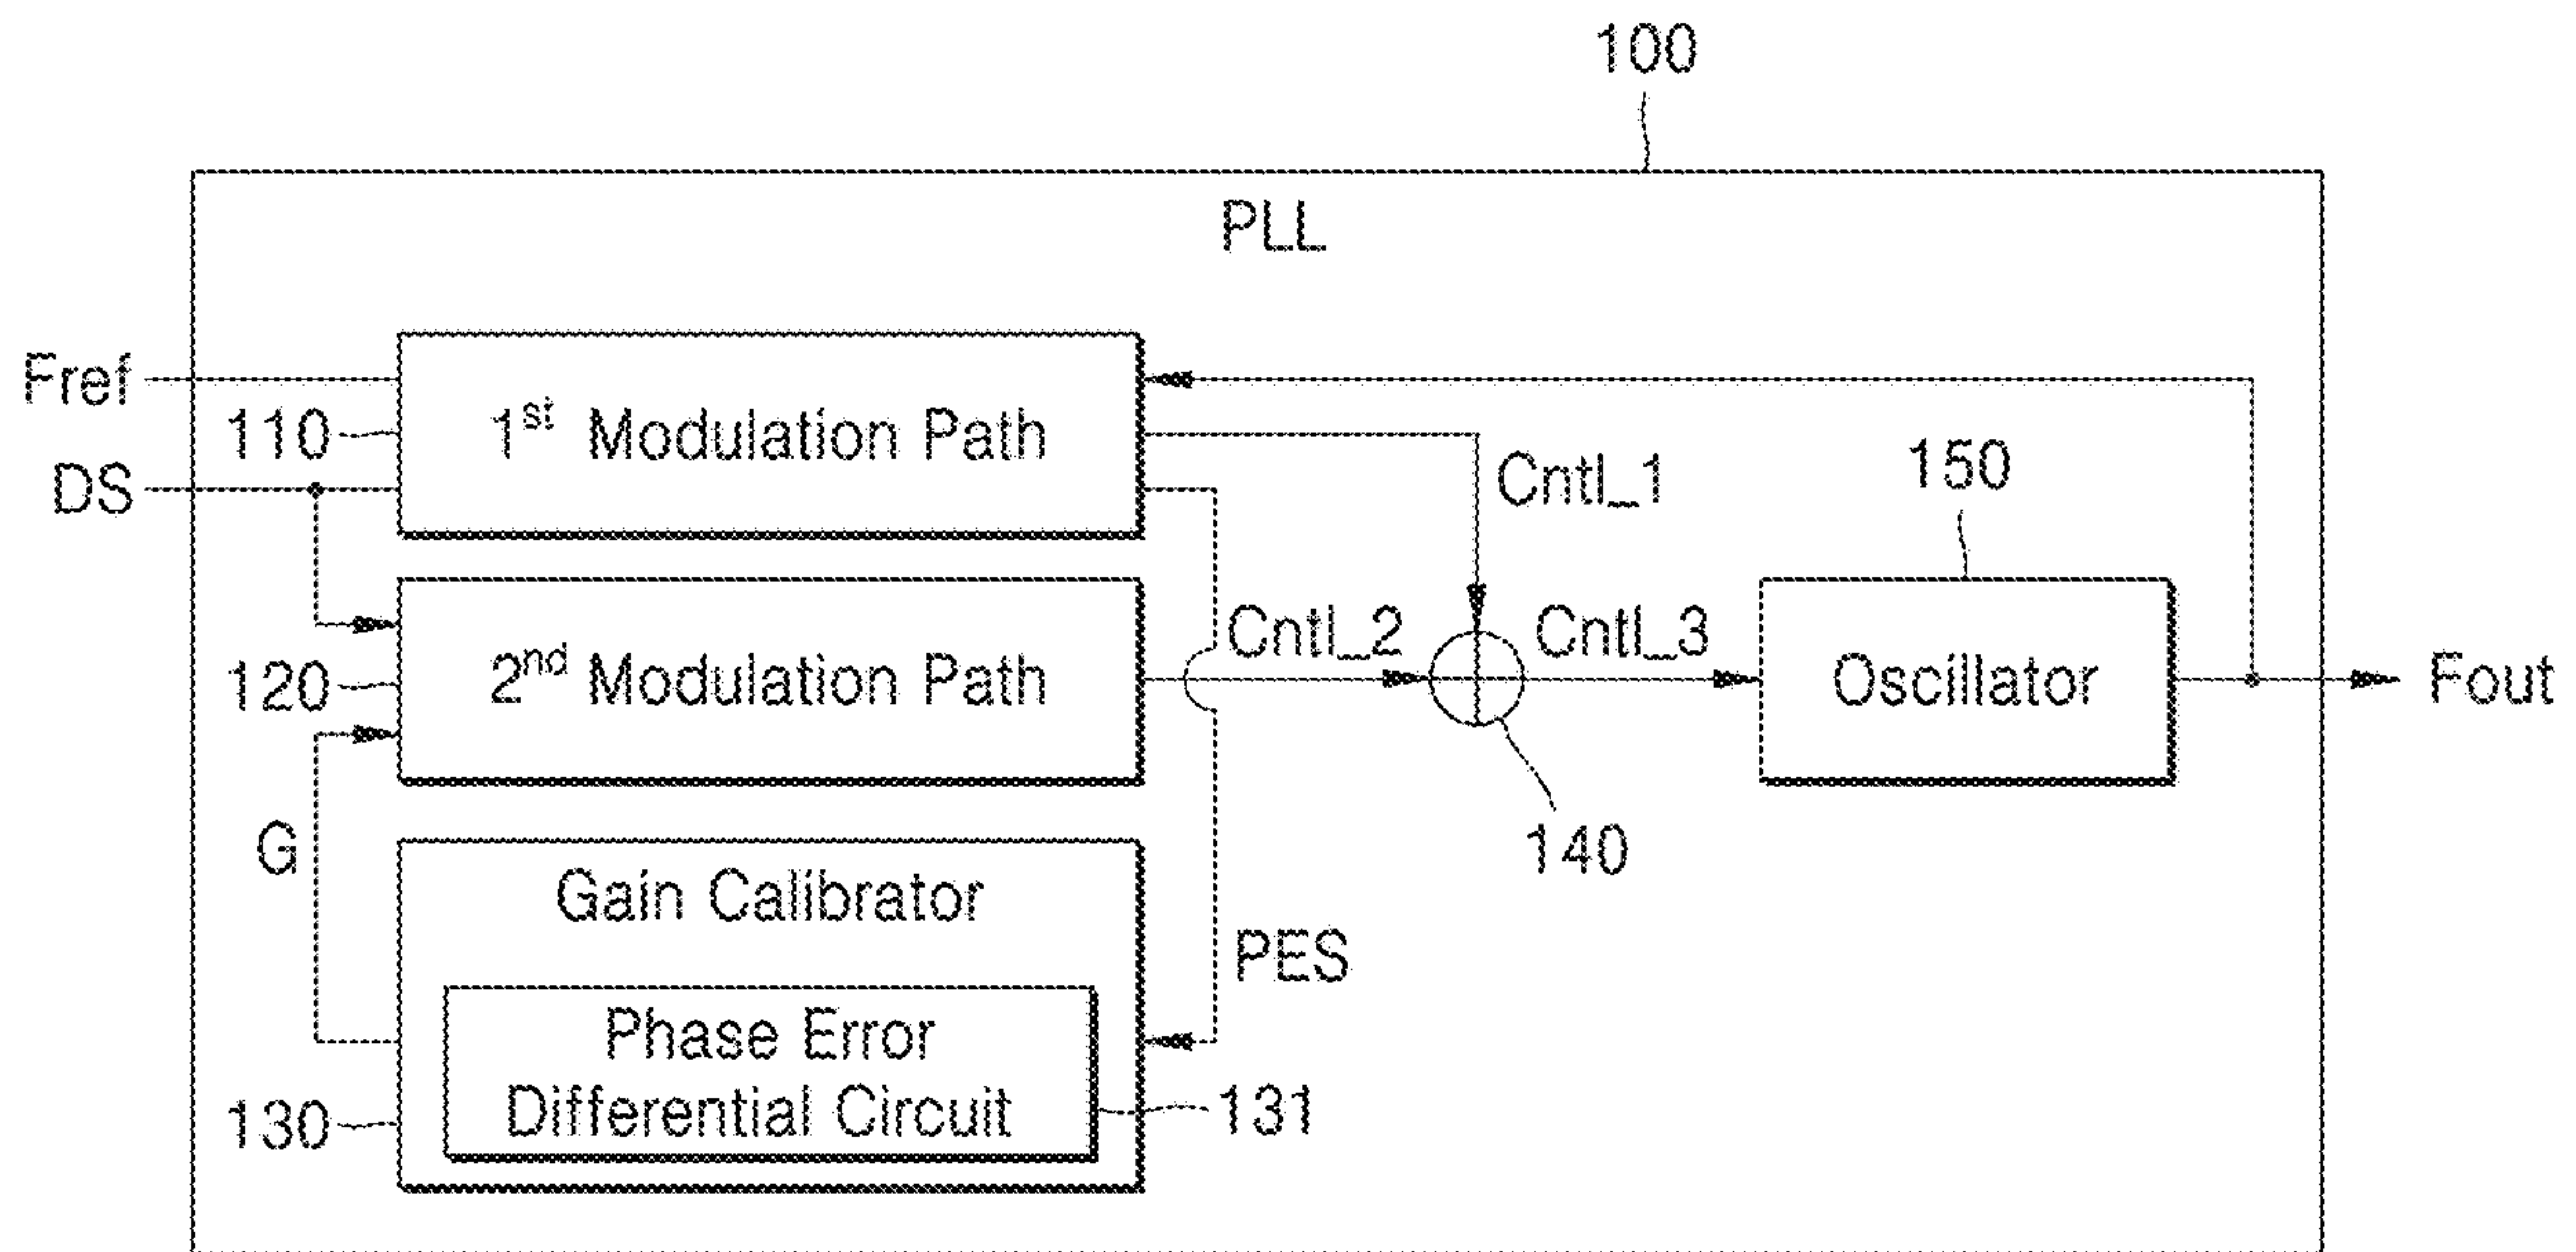 100
PLL
Fref
110
1st Modulation Path
DS
Cntl_1
150
120
2nd Modulation Path
Cntl_2
Cntl_3
Oscillator
Fout
G
140
Gain Calibrator
PES
Phase Error
Differential Circuit
130
131